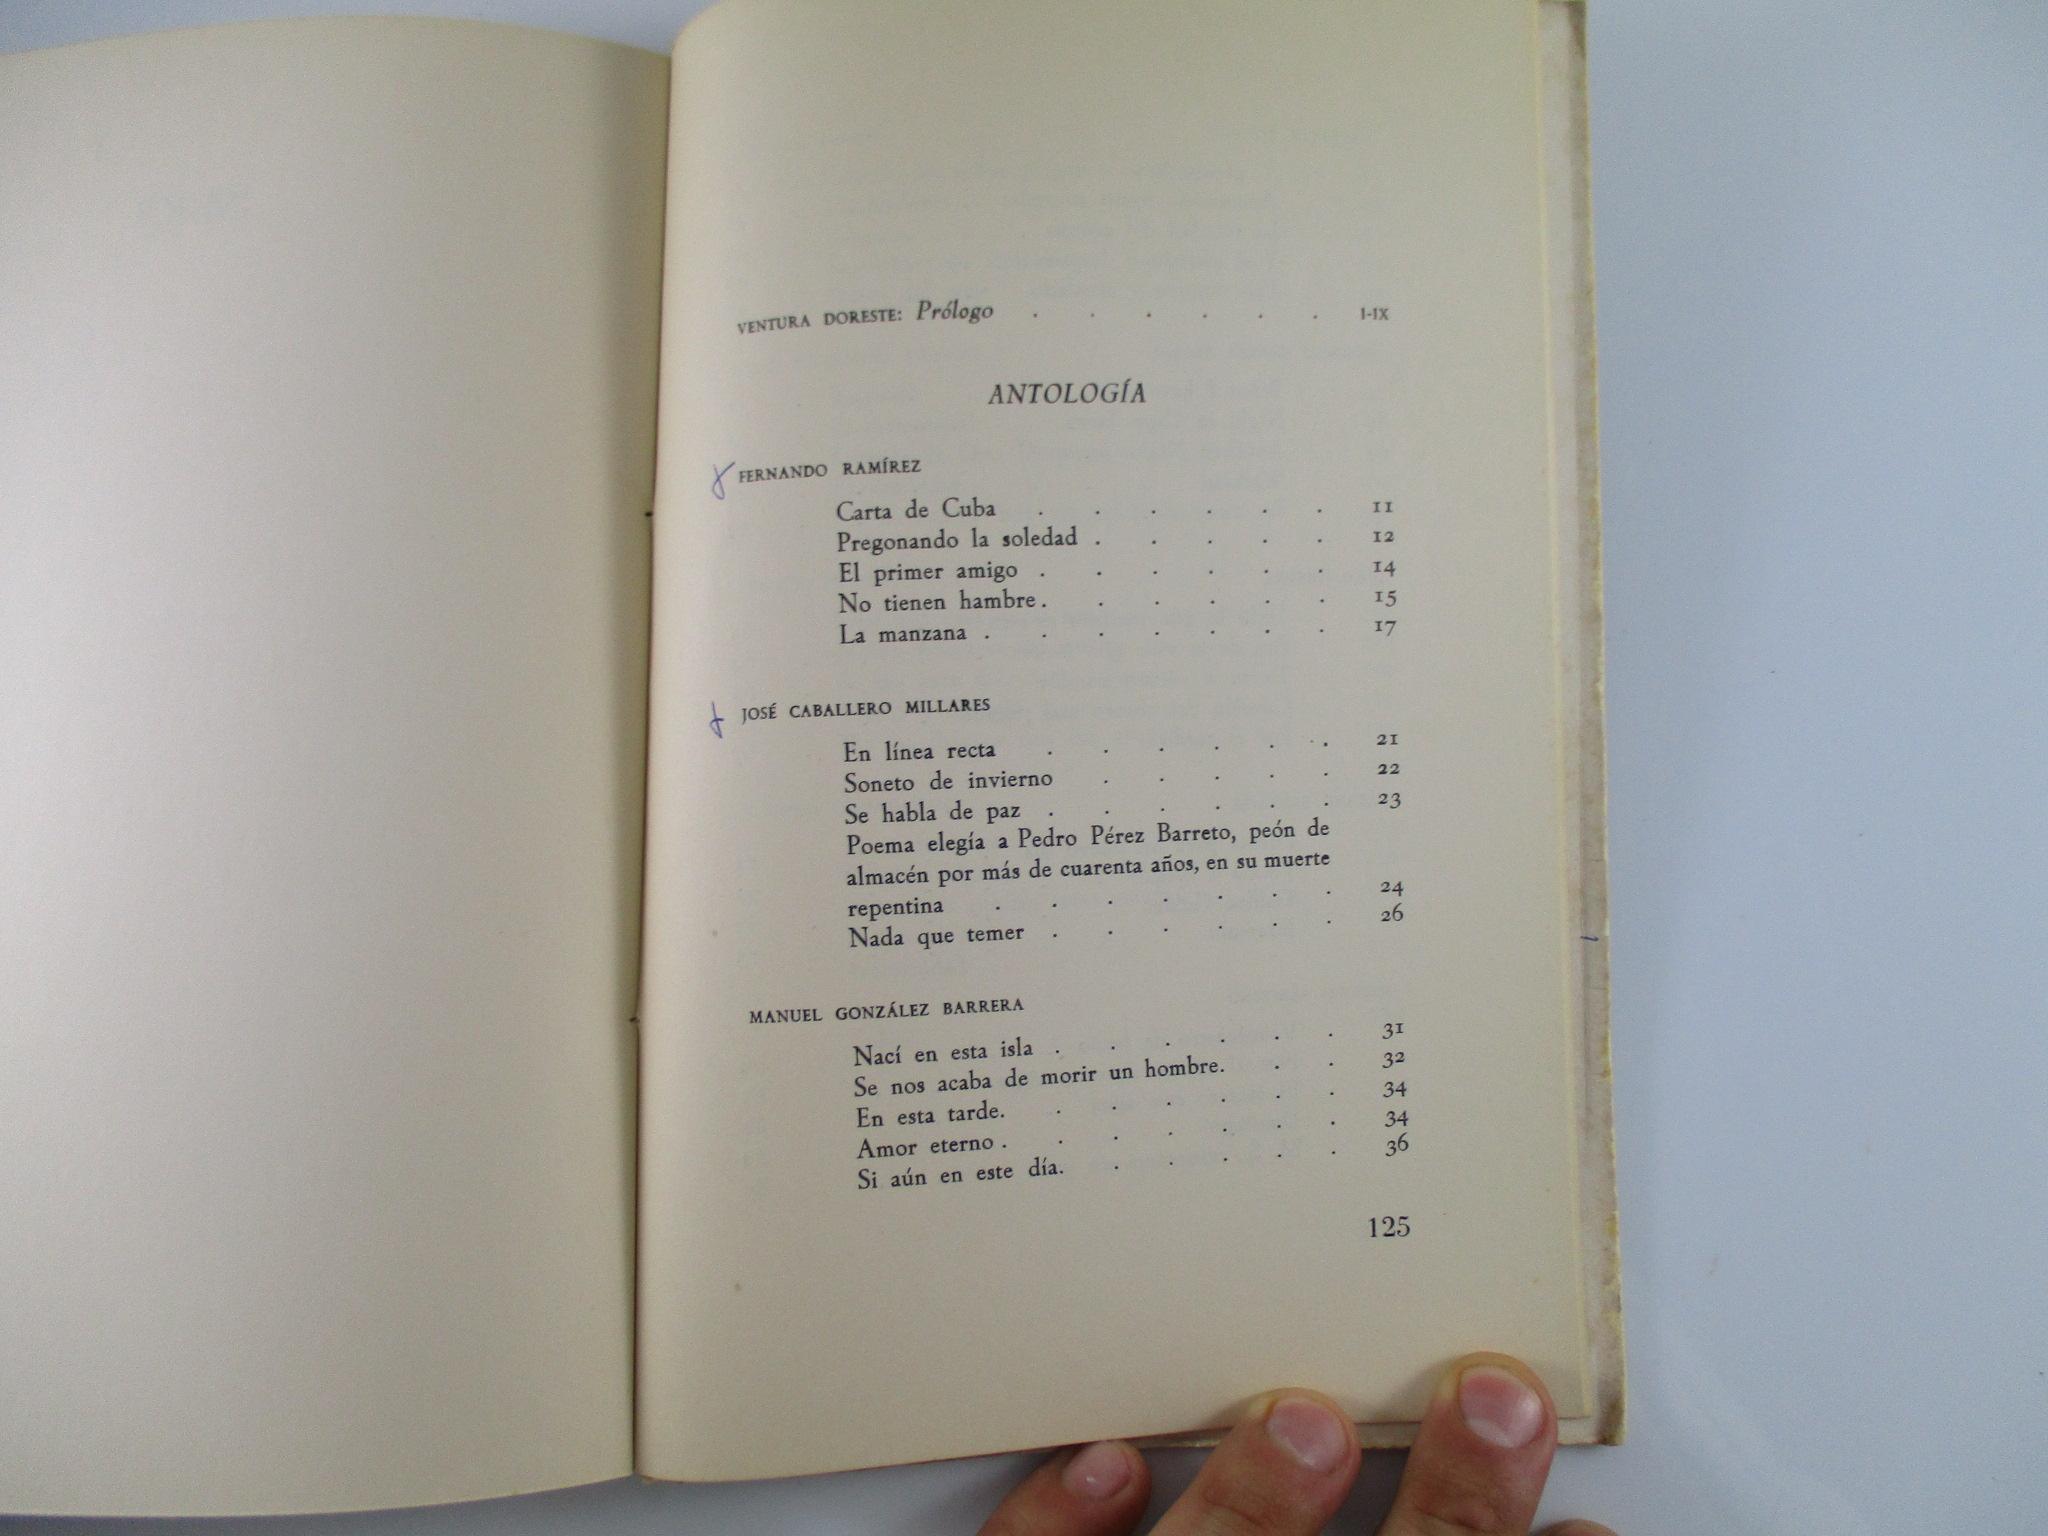 VENTURA DORESTE: Prólogo . . . . . . I-IX
ANTOLOGÍA
FERNANDO RAMÍREZ
Carta de Cuba . . . . . . 11
Pregonando la soledad . . . . . 12
El primer amigo . . . . . . 14
No tienen hambre . . . . . . 15
La manzana . . . . . . . 17
JOSÉ CABALLERO MILLARES
En línea recta . . . . . . 21
Soneto de invierno . . . . . 22
Se habla de paz . . . . . . 23
Poema elegía a Pedro Pérez Barreto, peón de
almacén por más de cuarenta años, en su muerte
repentina . . . . . . . 24
Nada que temer . . . . . . 26
MANUEL GONZÁLEZ BARRERA
Nací en esta isla . . . . . . 31
Se nos acaba de morir un hombre. . . 32
En esta tarde. . . . . . . 34
Amor eterno . . . . . . . 34
Si aún en este día. . . . . . 36
125